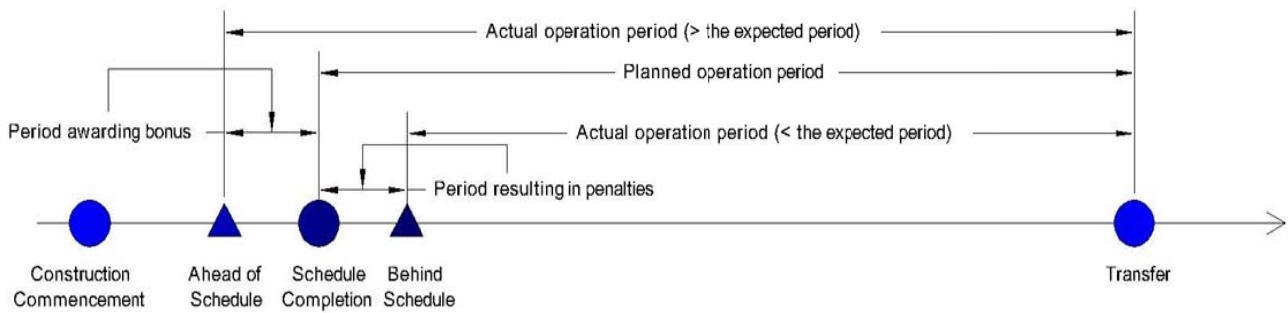 Actual operation period (> the expected period)
Planned operation period
Period awarding bonus
Actual operation period (< the expected period)
Period resulting in penalties
Construction
Commencement
Ahead of
Schedule
Schedule
Completion
Behind
Schedule
Transfer